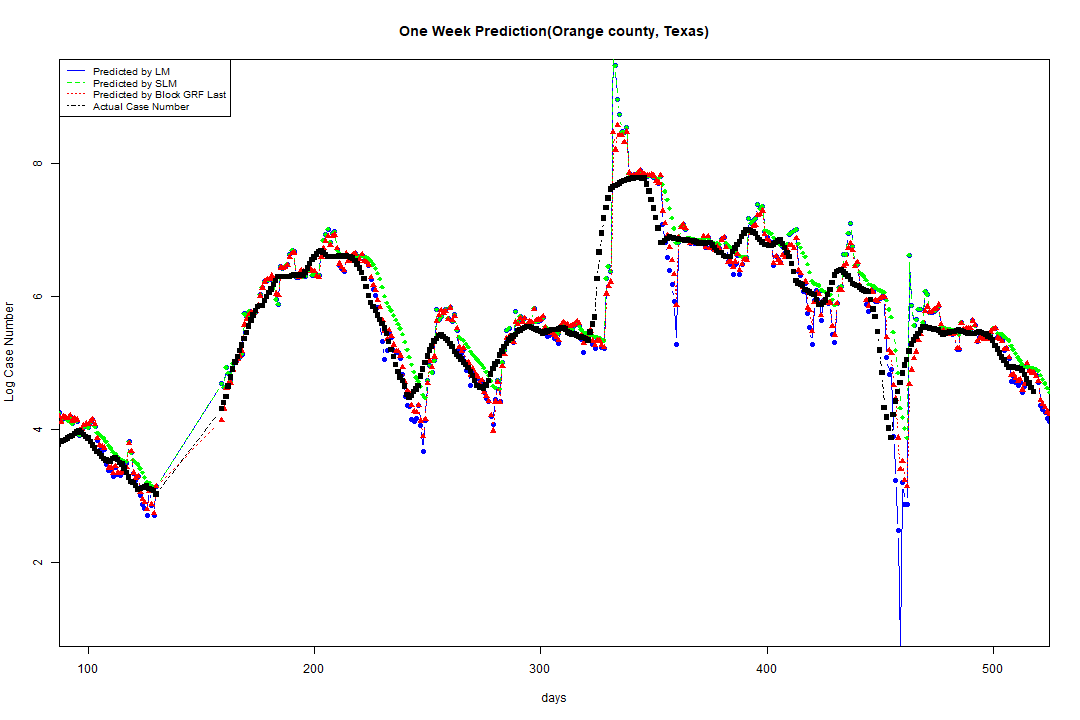 One Week Prediction(Orange county, Texas)
Predicted by LM
Predicted by SLM
Predicted by Block GRF Last
Actual Case Number
8
6
4
2
Log Case Number
100 200 300 400 500
days